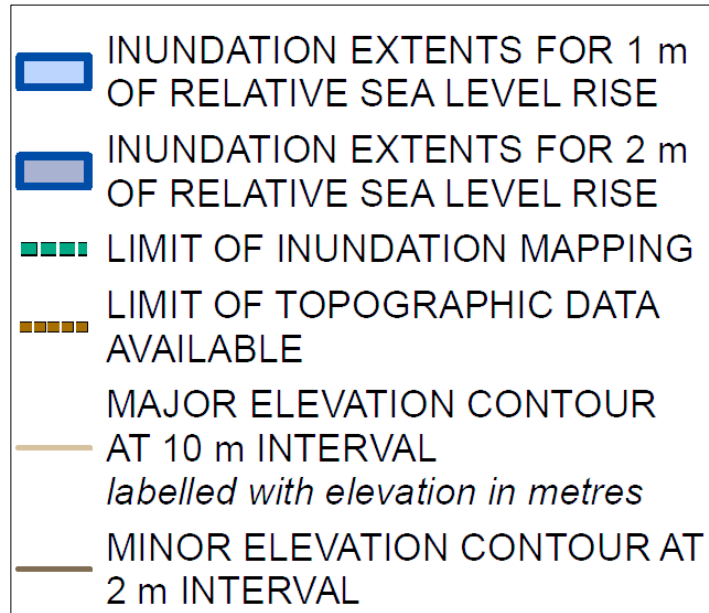 INUNDATION EXTENTS FOR 1 m
OF RELATIVE SEA LEVEL RISE
INUNDATION EXTENTS FOR 2 m
OF RELATIVE SEA LEVEL RISE
LIMIT OF INUNDATION MAPPING
LIMIT OF TOPOGRAPHIC DATA
AVAILABLE
MAJOR ELEVATION CONTOUR
AT 10 m INTERVAL
labelled with elevation in metres
MINOR ELEVATION CONTOUR AT
2 m INTERVAL